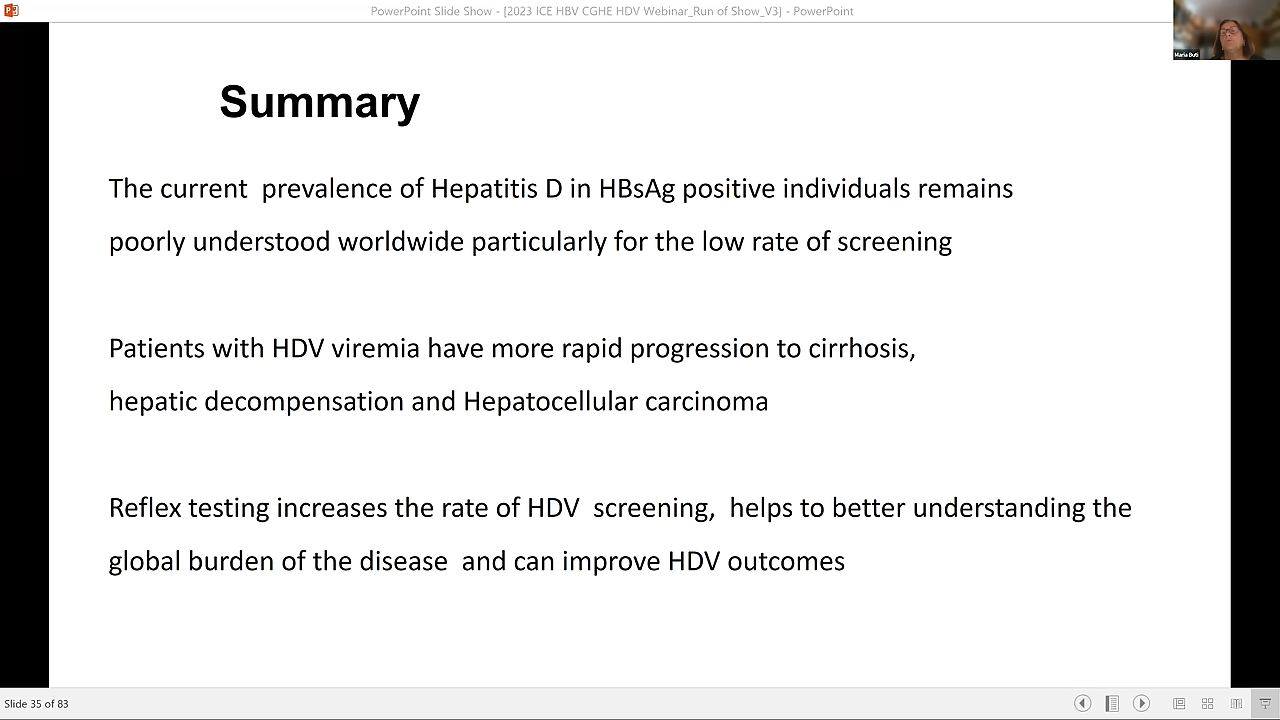 PowerPoint Slide Show - [2023 ICE HBV CGHE HDV Webinar_Run of Show_V3] - PowerPoint
Maria Buti
Summary
The current prevalence of Hepatitis D in HBsAg positive individuals remains
poorly understood worldwide particularly for the low rate of screening
Patients with HDV viremia have more rapid progression to cirrhosis,
hepatic decompensation and Hepatocellular carcinoma
Reflex testing increases the rate of HDV screening, helps to better understanding the
global burden of the disease and can improve HDV outcomes
Slide 35 of 83